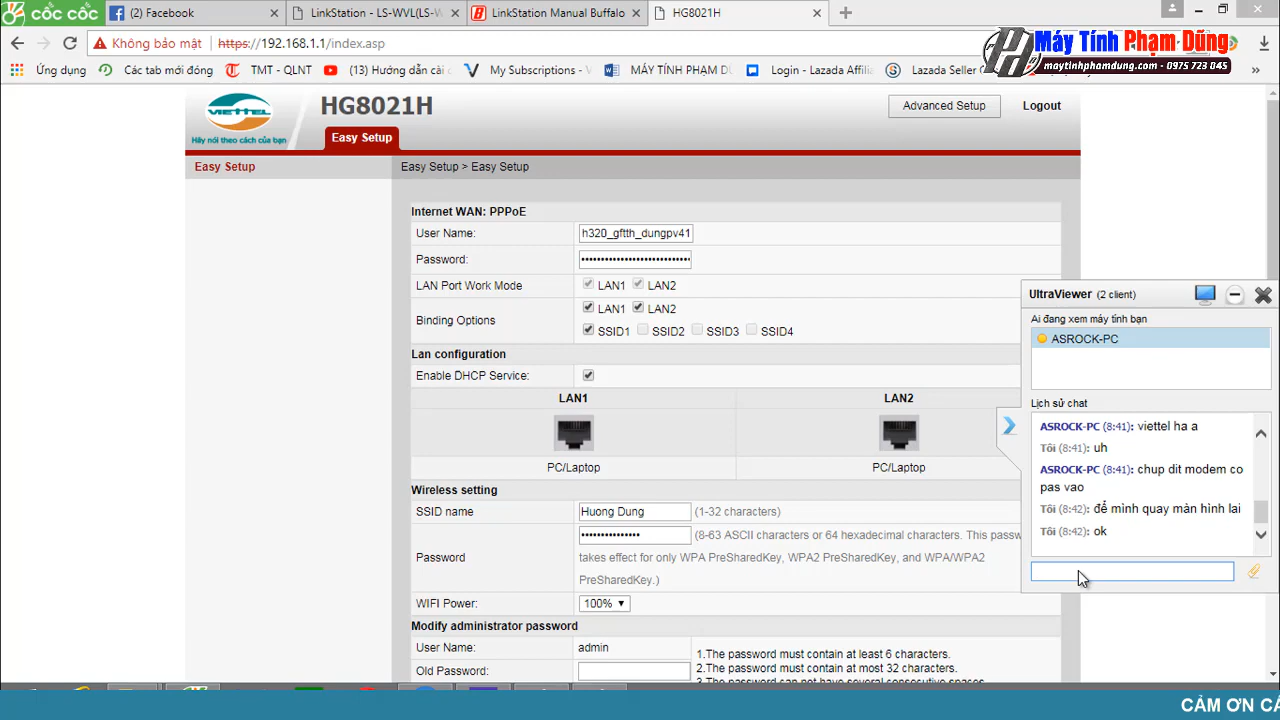 CỐC CỐC
(2) Facebook
LinkStation - LS-WVL(LS-W
LinkStation Manual Buffalo
HG8021H
Không bảo mật
https://192.168.1.1/index.asp
Máy Tính Phạm Dũng
maytinhphamdung.com - 0975 723 045
Ứng dụng
Các tab mới đóng
TMT - QLNT
(13) Hướng dẫn cài
My Subscriptions - V
MÁY TÍNH PHẠM DU
Login - Lazada Affilia
Lazada Seller C
»
VIETTEL
Hãy nói theo cách của bạn
HG8021H
Advanced Setup
Logout
Easy Setup
Easy Setup
Easy Setup > Easy Setup
Internet WAN: PPPoE
User Name:
h320_gftth_dungpv41
Password:
LAN Port Work Mode
LAN1 LAN2
Binding Options
LAN1 LAN2
SSID1 SSID2 SSID3 SSID4
Lan configuration
Enable DHCP Service:
LAN1
LAN2
PC/Laptop
PC/Laptop
Wireless setting
SSID name
Huong Dung
(1-32 characters)
Password
(8-63 ASCII characters or 64 hexadecimal characters. This passw
takes effect for only WPA PreSharedKey, WPA2 PreSharedKey, and WPA/WPA2
PreSharedKey.)
WIFI Power:
100%
Modify administrator password
User Name:
admin
1.The password must contain at least 6 characters.
Old Password:
2.The password must contain at most 32 characters.
3.The password can not have several consecutive spaces
UltraViewer (2 client)
Ai đang xem máy tính bạn
ASROCK-PC
Lịch sử chat
ASROCK-PC (8:41): viettel ha a
Tôi (8:41): uh
ASROCK-PC (8:41): chup dit modem co
pas vao
Tôi (8:42): để mình quay màn hình lai
Tôi (8:42): ok
CẢM ƠN CÁ